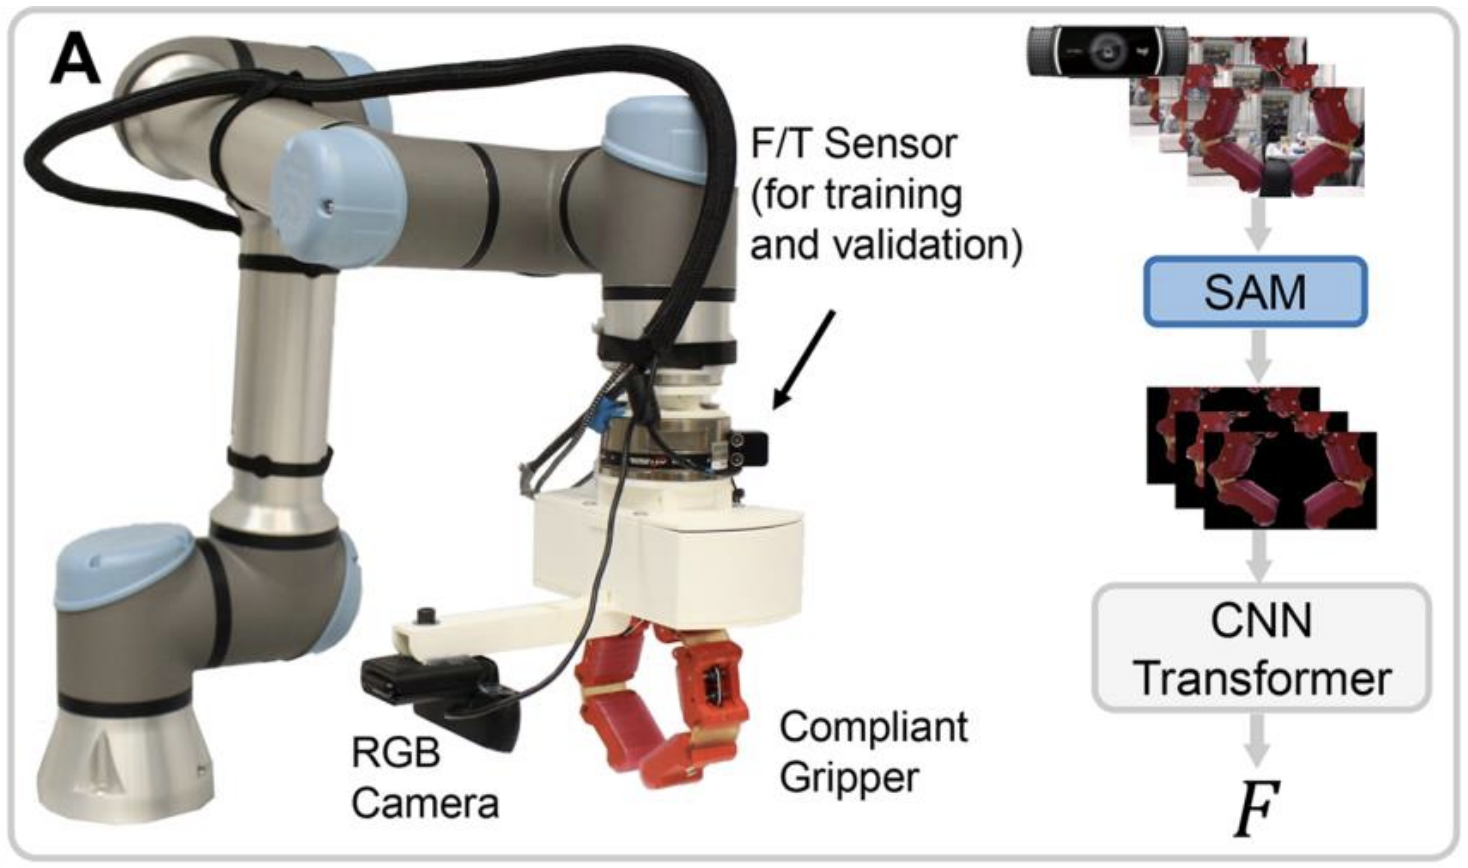 A
F/T Sensor
(for training
and validation)
RGB
Camera
Compliant
Gripper
SAM
CNN
Transformer
F